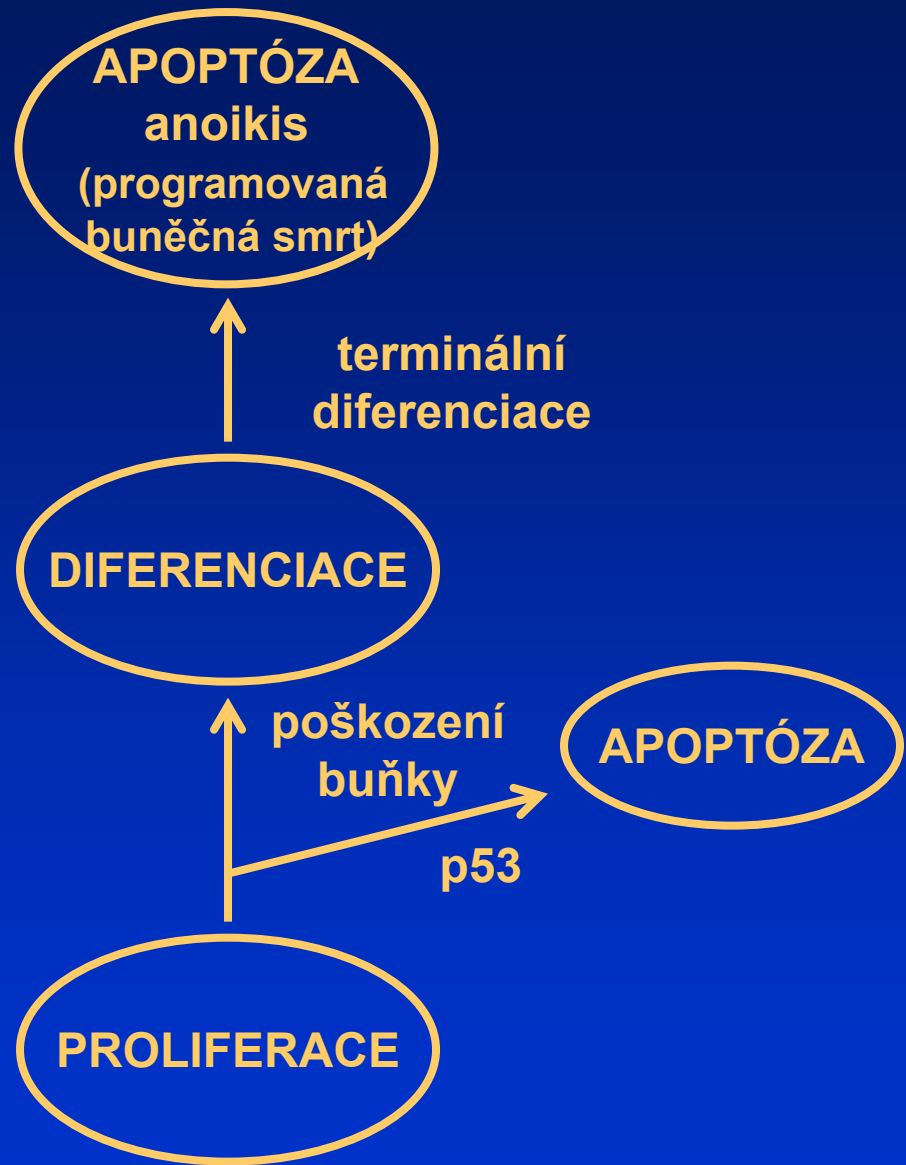 APOPTÓZA
anoikis
(programovaná
buněčná smrt)
terminální
diferenciace
DIFERENCIACE
poškození
buňky
APOPTÓZA
p53
PROLIFERACE